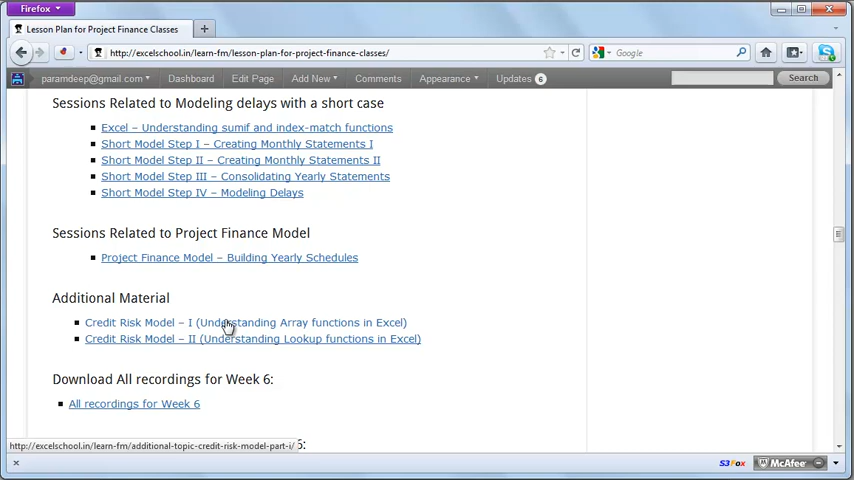 Firefox
Lesson Plan for Project Finance Classes
http://excelschool.in/learn-fm/lesson-plan-for-project-finance-classes/
Google
paramdeep@gmail.com Dashboard Edit Page Add New Comments Appearance Updates 6 Search
Sessions Related to Modeling delays with a short case
Excel – Understanding sumif and index-match functions
Short Model Step I – Creating Monthly Statements I
Short Model Step II – Creating Monthly Statements II
Short Model Step III – Consolidating Yearly Statements
Short Model Step IV – Modeling Delays
Sessions Related to Project Finance Model
Project Finance Model – Building Yearly Schedules
Additional Material
Credit Risk Model – I (Understanding Array functions in Excel)
Credit Risk Model – II (Understanding Lookup functions in Excel)
Download All recordings for Week 6:
All recordings for Week 6
http://excelschool.in/learn-fm/additional-topic-credit-risk-model-part-i/ 6:
S3Fox McAfee